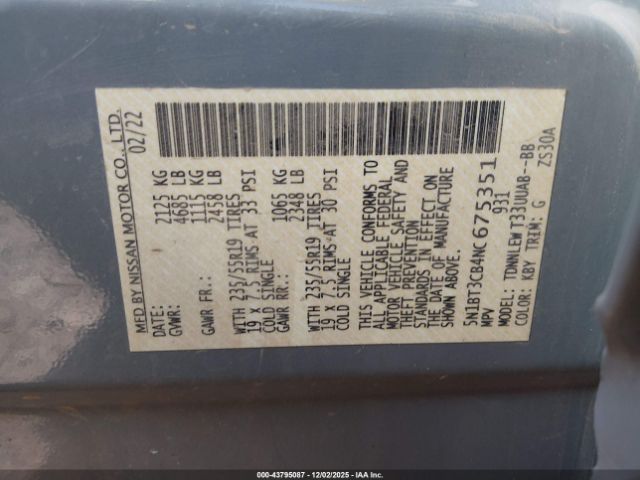 MFD BY NISSAN MOTOR CO., LTD.
DATE: 02/22
GVWR: 2125 KG
4685 LB
GAWR FR.: 1115 KG
2458 LB
WITH 235/55R19 TIRES
19 x 7.5 RIMS AT 33 PSI
COLD SINGLE
GAWR RR.: 1065 KG
2348 LB
WITH 235/55R19 TIRES
19 x 7.5 RIMS AT 30 PSI
COLD SINGLE
THIS VEHICLE CONFORMS TO
ALL APPLICABLE FEDERAL
MOTOR VEHICLE SAFETY AND
THEFT PREVENTION
STANDARDS IN EFFECT ON
THE DATE OF MANUFACTURE
SHOWN ABOVE.
5N1BT3CB4NC675351
MPV 931
TYPE: TDWNLEW T33UUAB--BB
COLOR: KBY TRIM: G ZS30A
000-43795087 - 12/02/2025 - IAA Inc.